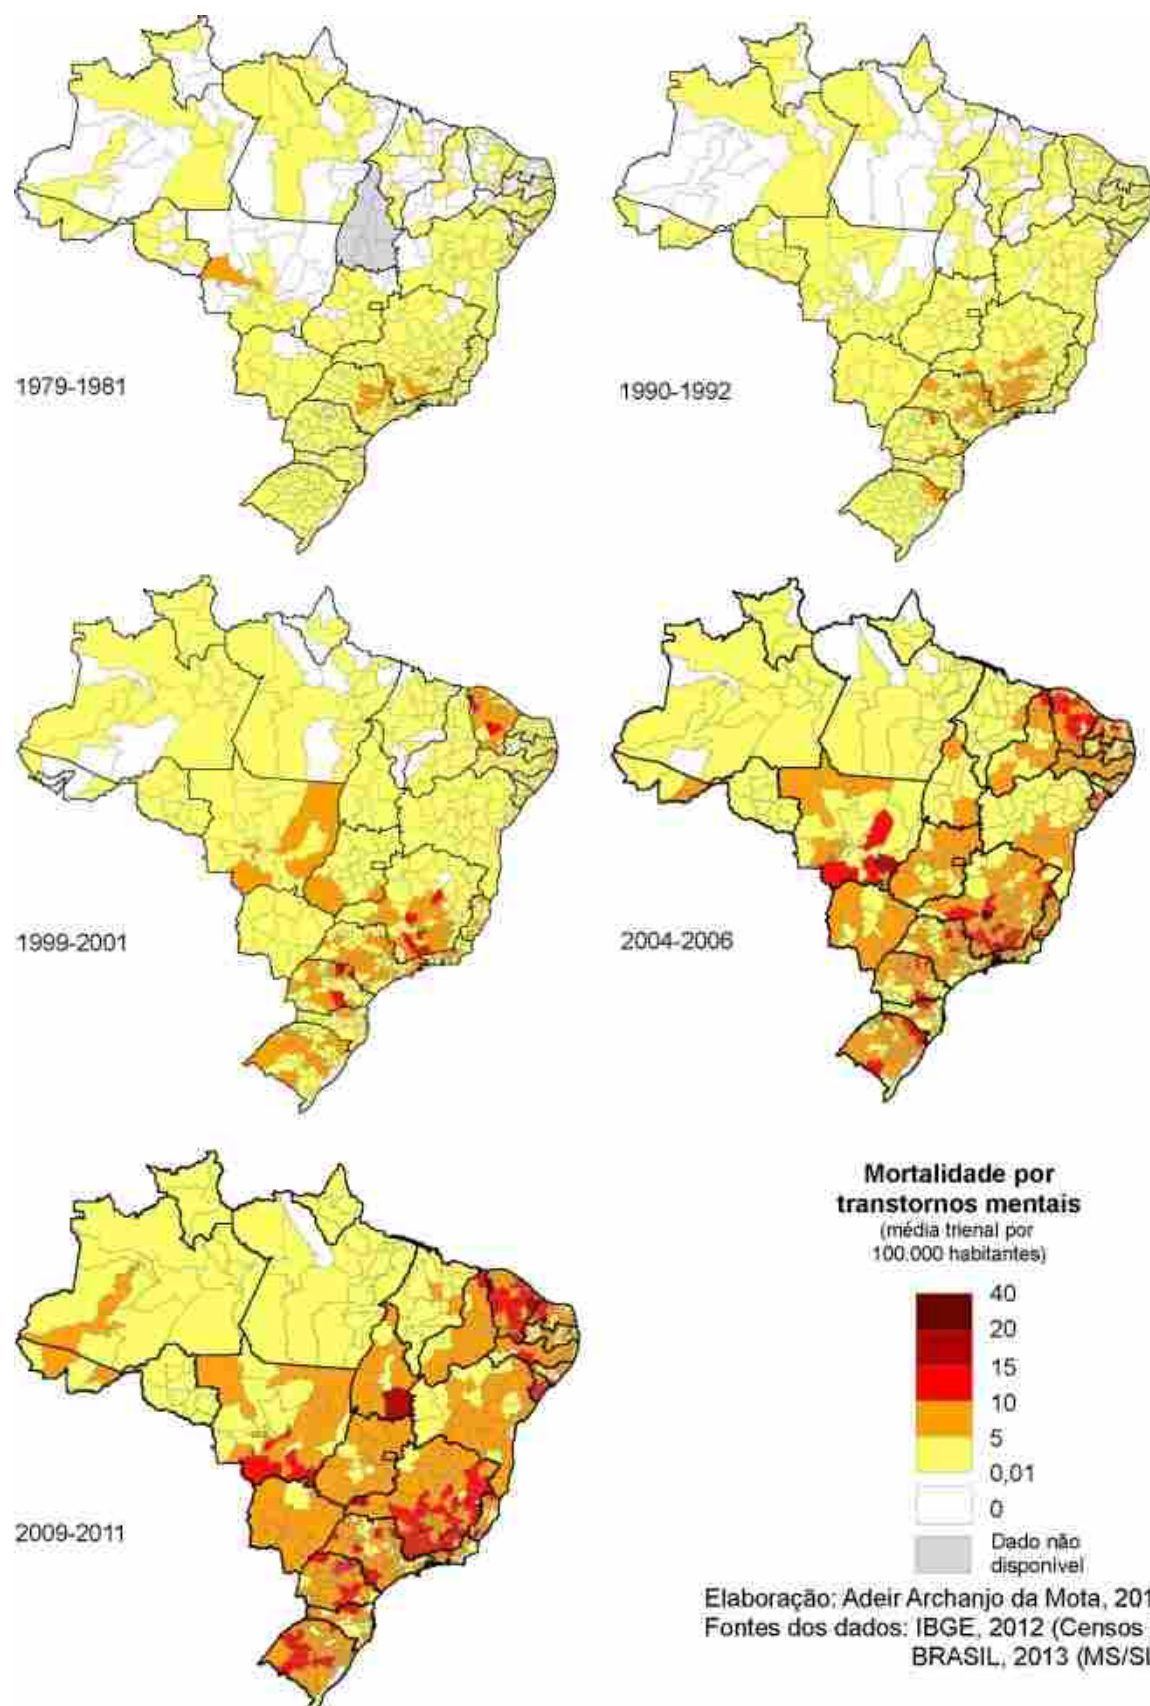 1979-1981
1990-1992
1999-2001
2004-2006
2009-2011
Mortalidade por
transtornos mentais
(média trienal por
100.000 habitantes)
40
20
15
10
5
0,01
0
Dado não
disponível
Elaboração: Adeir Archanjo da Mota, 201
Fontes dos dados: IBGE, 2012 (Censos
BRASIL, 2013 (MS/SI